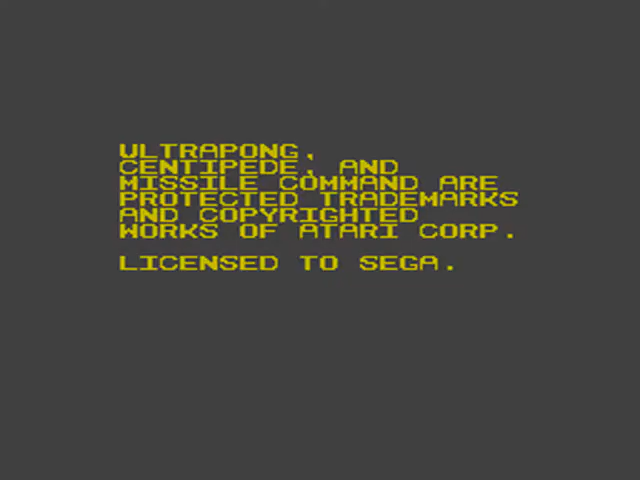 ULTRAPONG,
CENTIPEDE, AND
MISSILE COMMAND ARE
PROTECTED TRADEMARKS
AND COPYRIGHTED
WORKS OF ATARI CORP.
LICENSED TO SEGA.